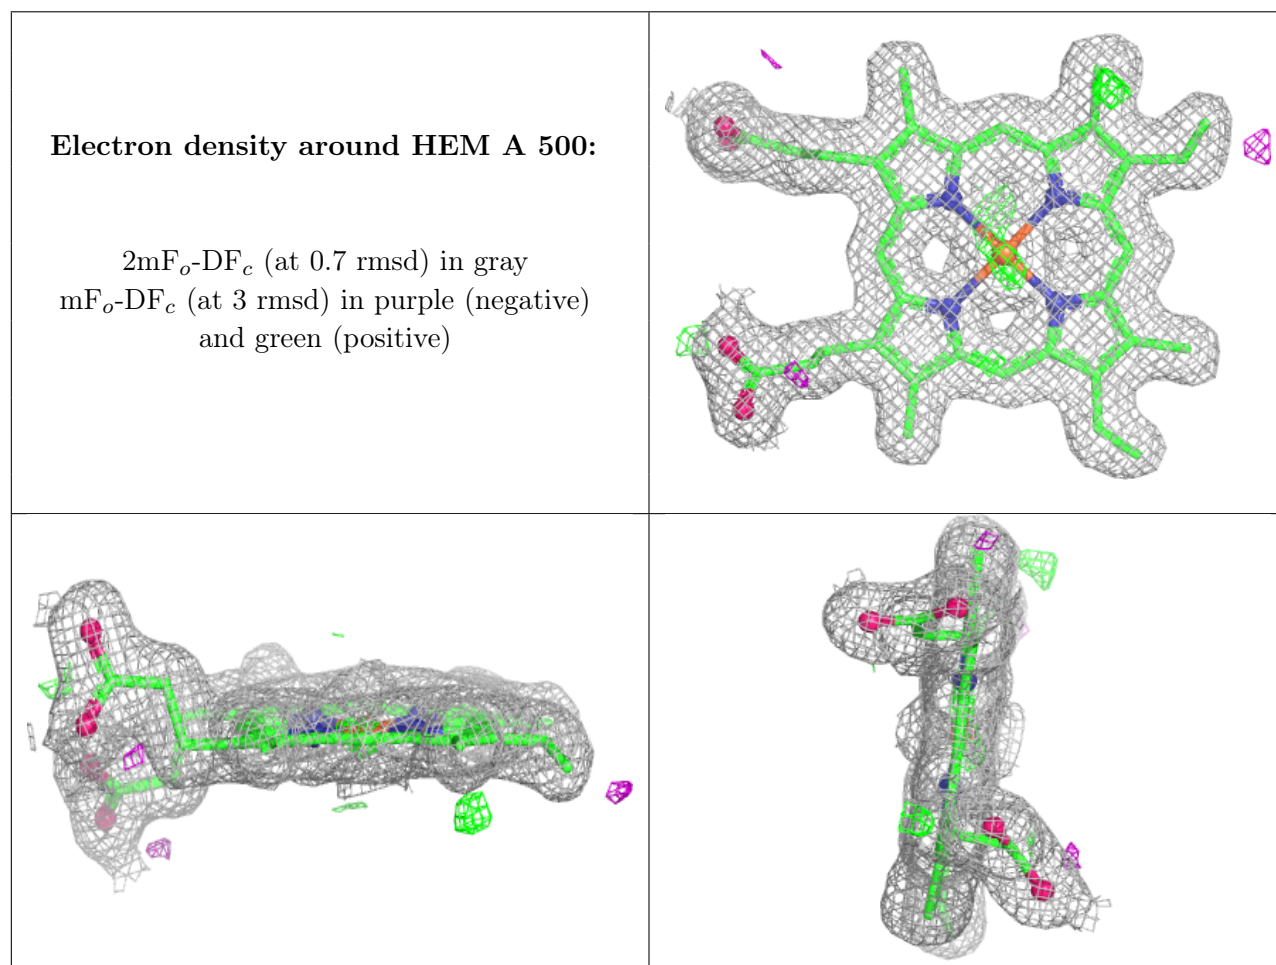 Electron density around HEM A 500:
2mFₒ-DF𝒸 (at 0.7 rmsd) in gray
mFₒ-DF𝒸 (at 3 rmsd) in purple (negative)
and green (positive)